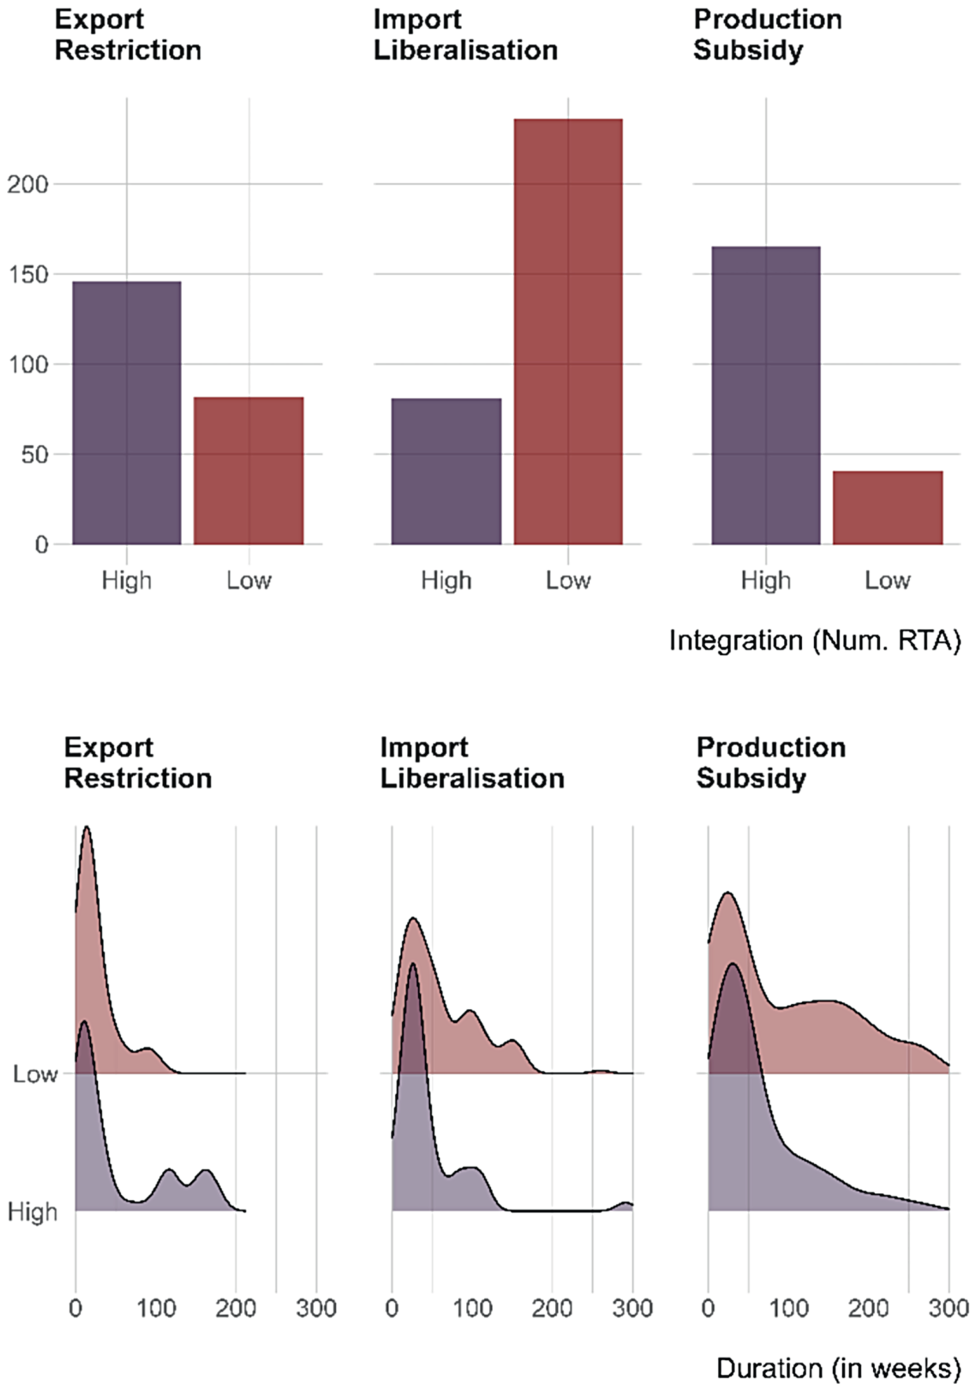 Export Import Production
Restriction Liberalisation Subsidy
200
150
100
50
0
High Low High Low High Low
Integration (Num. RTA)
Export Import Production
Restriction Liberalisation Subsidy
Low
High
0 100 200 300 0 100 200 300 0 100 200 300
Duration (in weeks)